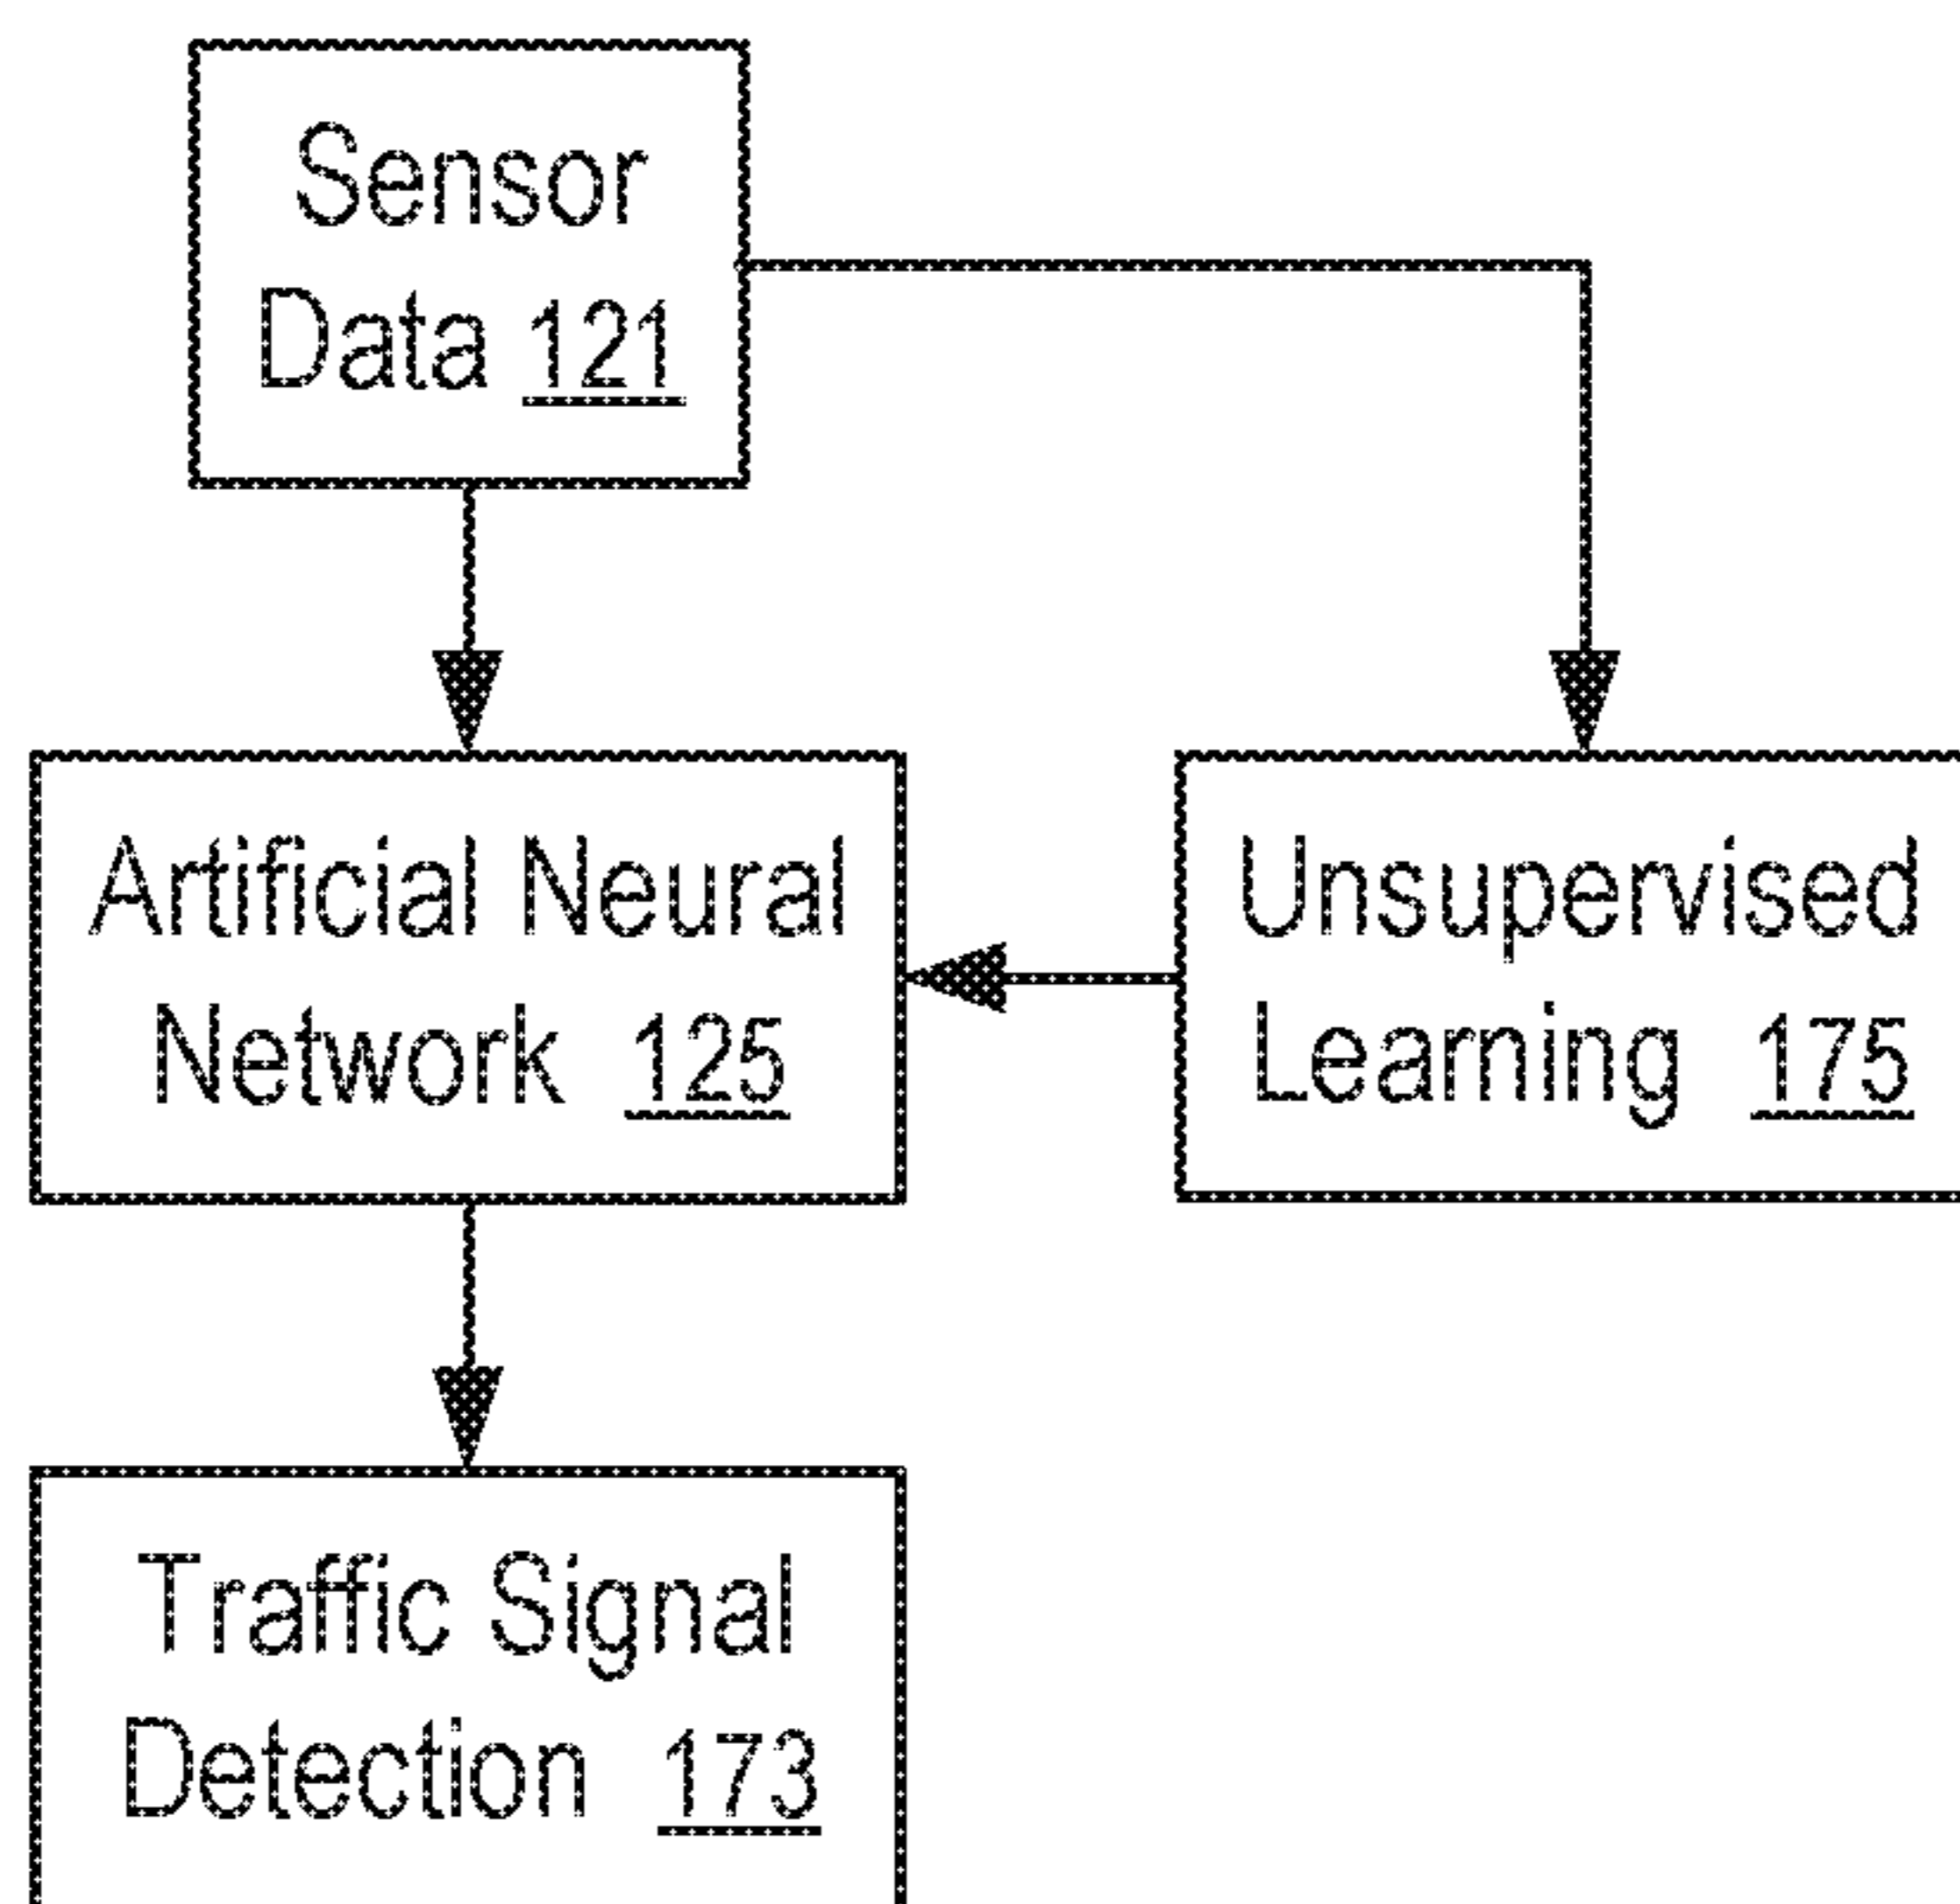 Sensor
Data 121
Artificial Neural
Network 125
Unsupervised
Learning 175
Traffic Signal
Detection 173